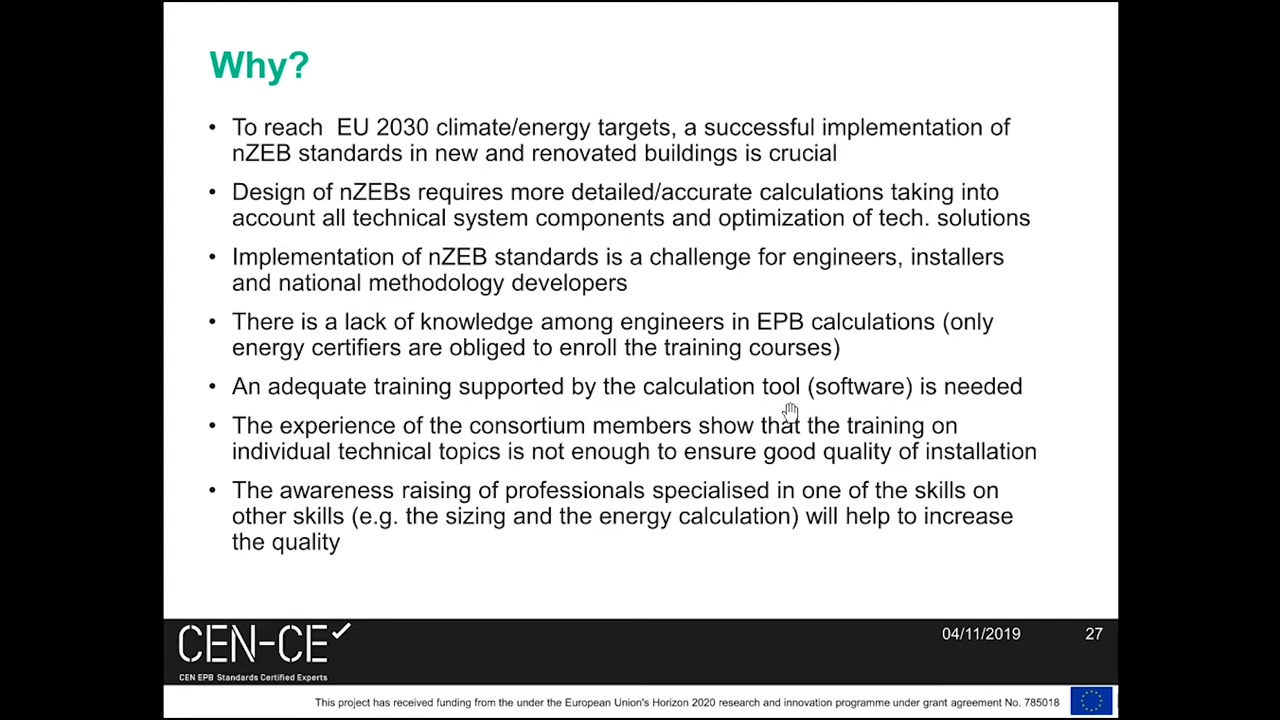 Why?
• To reach  EU 2030 climate/energy targets, a successful implementation of
nZEB standards in new and renovated buildings is crucial
• Design of nZEBs requires more detailed/accurate calculations taking into
account all technical system components and optimization of tech. solutions
• Implementation of nZEB standards is a challenge for engineers, installers
and national methodology developers
• There is a lack of knowledge among engineers in EPB calculations (only
energy certifiers are obliged to enroll the training courses)
• An adequate training supported by the calculation tool (software) is needed
• The experience of the consortium members show that the training on
individual technical topics is not enough to ensure good quality of installation
• The awareness raising of professionals specialised in one of the skills on
other skills (e.g. the sizing and the energy calculation) will help to increase
the quality
CEN-CE
CEN EPB Standards Certified Experts
04/11/2019
27
This project has received funding from the under the European Union's Horizon 2020 research and innovation programme under grant agreement No. 785018